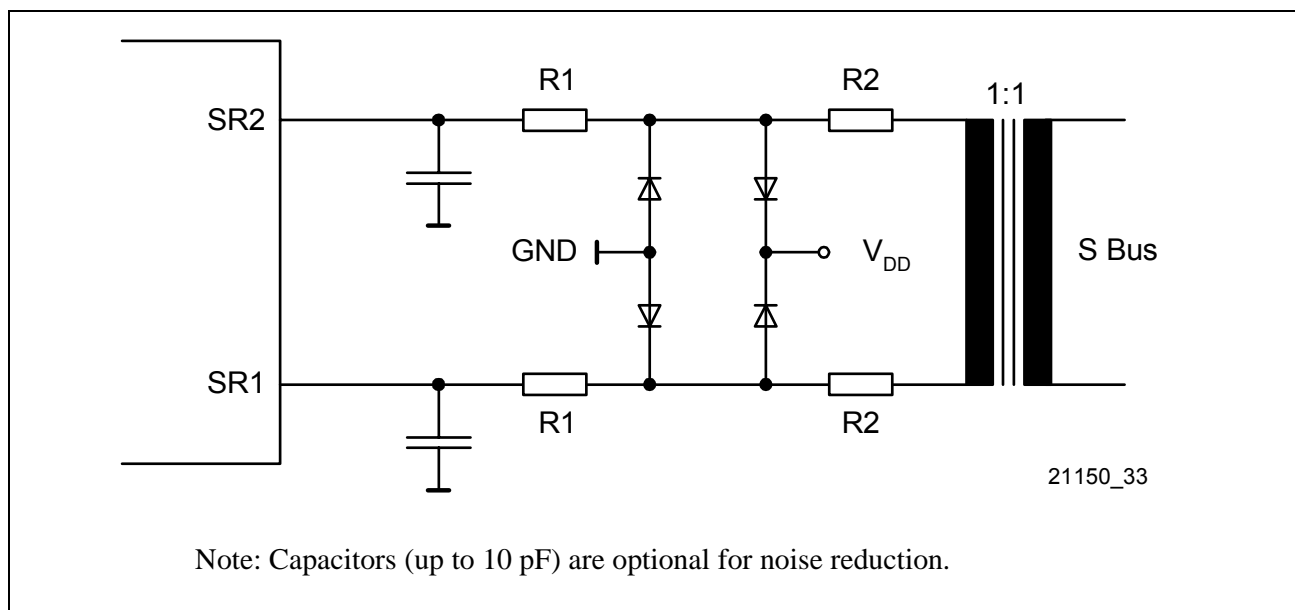 R1
R2
1:1
SR2
GND
V_DD
S Bus
SR1
R1
R2
21150_33
Note: Capacitors (up to 10 pF) are optional for noise reduction.